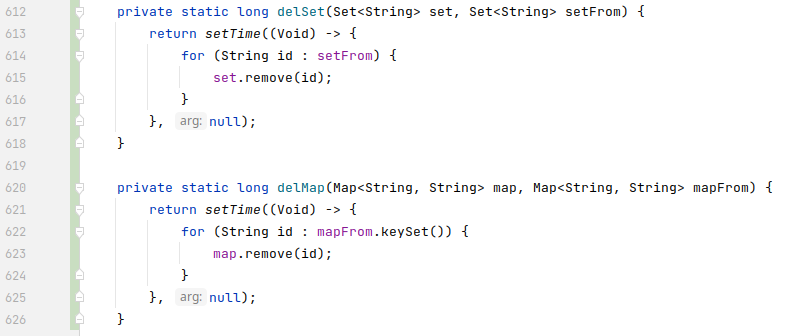 612 private static long delSet(Set<String> set, Set<String> setFrom) {
613 return setTime((Void) -> {
614 for (String id : setFrom) {
615 set.remove(id);
616 }
617 }, arg: null);
618 }
619
620 private static long delMap(Map<String, String> map, Map<String, String> mapFrom) {
621 return setTime((Void) -> {
622 for (String id : mapFrom.keySet()) {
623 map.remove(id);
624 }
625 }, arg: null);
626 }